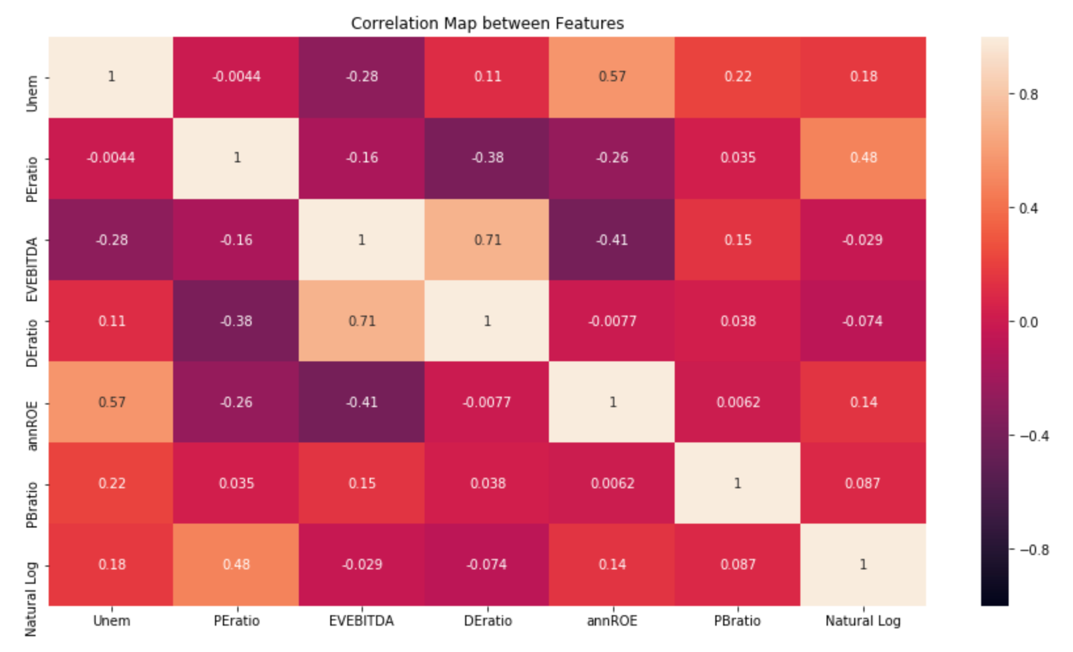 Correlation Map between Features
Unem 1 -0.0044 -0.28 0.11 0.57 0.22 0.18
PEratio -0.0044 1 -0.16 -0.38 -0.26 0.035 0.48
EVEBITDA -0.28 -0.16 1 0.71 -0.41 0.15 -0.029
DEratio 0.11 -0.38 0.71 1 -0.0077 0.038 -0.074
annROE 0.57 -0.26 -0.41 -0.0077 1 0.0062 0.14
PBratio 0.22 0.035 0.15 0.038 0.0062 1 0.087
Natural Log 0.18 0.48 -0.029 -0.074 0.14 0.087 1
Unem PEratio EVEBITDA DEratio annROE PBratio Natural Log
0.8
0.4
0.0
−0.4
−0.8